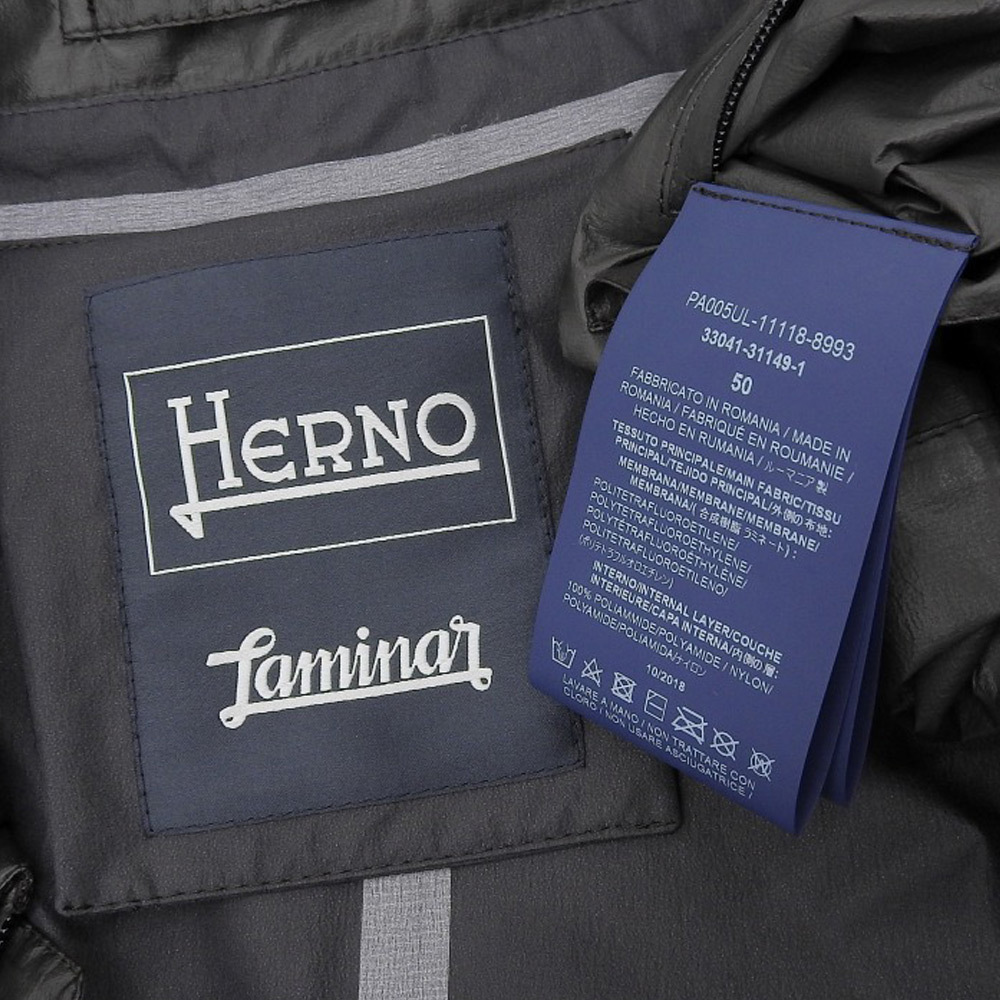 HERNO
Laminar
PA005UL-11118-8993
33041-31149-1
50
FABBRICATO IN ROMANIA / MADE IN
ROMANIA / FABRIQUÉ EN ROUMANIE /
HECHO EN RUMANIA / ルーマニア製
TESSUTO PRINCIPALE/MAIN FABRIC/TISSU
PRINCIPAL/TEJIDO PRINCIPAL/外側の布地:
MEMBRANA/MEMBRANE/MEMBRANE/
MEMBRANA/(合成樹脂 ラミネート):
POLITETRAFLUOROETILENE/
POLYTETRAFLUOROETHYLENE/
POLYTÉTRAFLUOROÉTHYLÈNE/
POLITETRAFLUOROETILENO/
(ポリテトラフルオロエチレン)
INTERNO/INTERNAL LAYER/COUCHE
INTERIEURE/CAPA INTERNA/内側の層:
100% POLIAMMIDE/POLYAMIDE / NYLON/
POLYAMIDE/POLIAMIDA/ナイロン
10/2018
LAVARE A MANO / NON TRATTARE CON
CLORO / NON USARE ASCIUGATRICE /